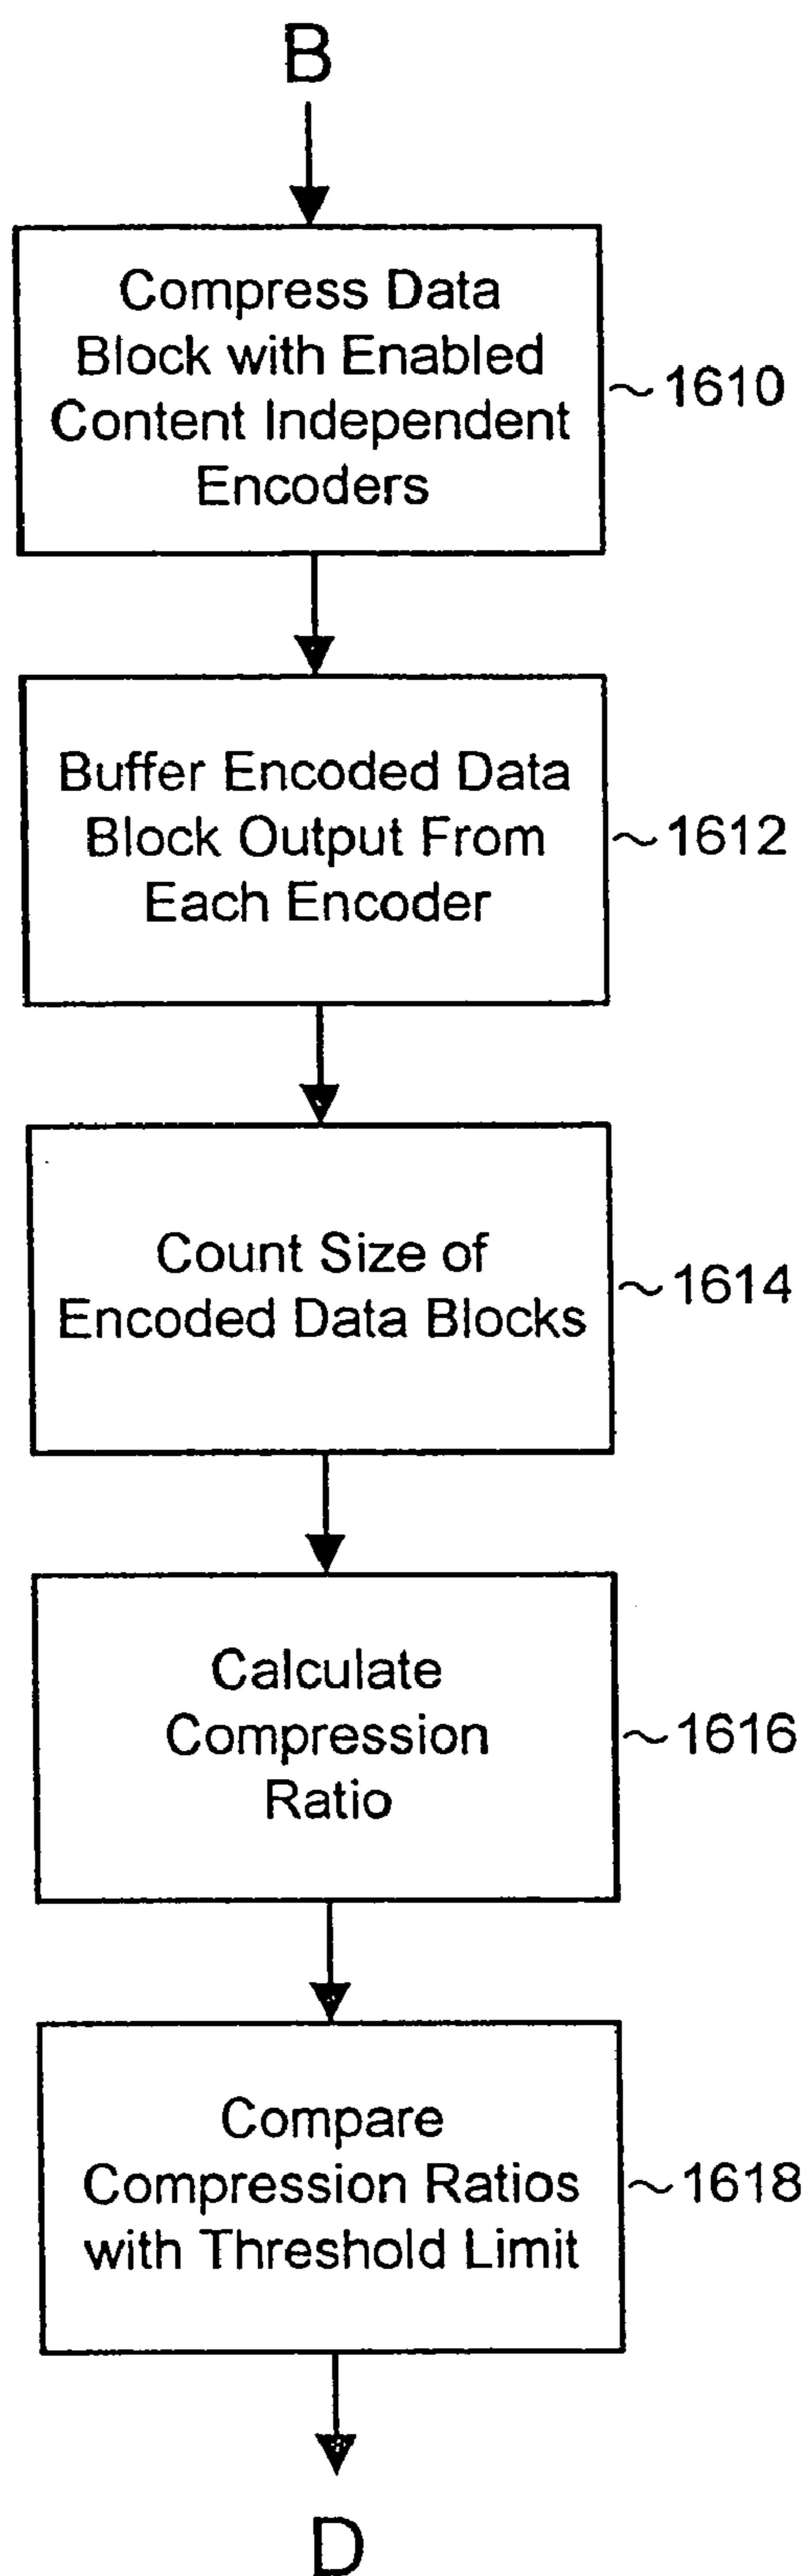 B
Compress Data
Block with Enabled
Content Independent
Encoders
~1610
Buffer Encoded Data
Block Output From
Each Encoder
~1612
Count Size of
Encoded Data Blocks
~1614
Calculate
Compression
Ratio
~1616
Compare
Compression Ratios
with Threshold Limit
~1618
D